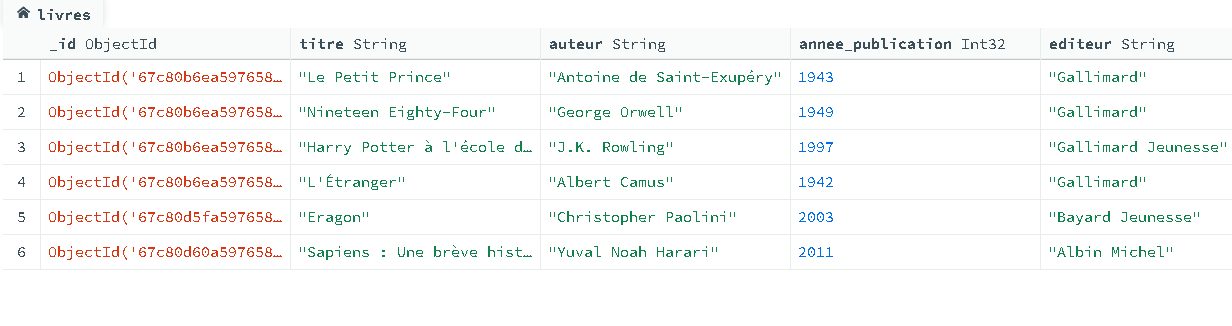 livres
_id ObjectId titre String auteur String annee_publication Int32 editeur String
1 ObjectId('67c80b6ea597658… "Le Petit Prince" "Antoine de Saint-Exupéry" 1943 "Gallimard"
2 ObjectId('67c80b6ea597658… "Nineteen Eighty-Four" "George Orwell" 1949 "Gallimard"
3 ObjectId('67c80b6ea597658… "Harry Potter à l'école d… "J.K. Rowling" 1997 "Gallimard Jeunesse"
4 ObjectId('67c80b6ea597658… "L'Étranger" "Albert Camus" 1942 "Gallimard"
5 ObjectId('67c80d5fa597658… "Eragon" "Christopher Paolini" 2003 "Bayard Jeunesse"
6 ObjectId('67c80d60a597658… "Sapiens : Une brève hist… "Yuval Noah Harari" 2011 "Albin Michel"